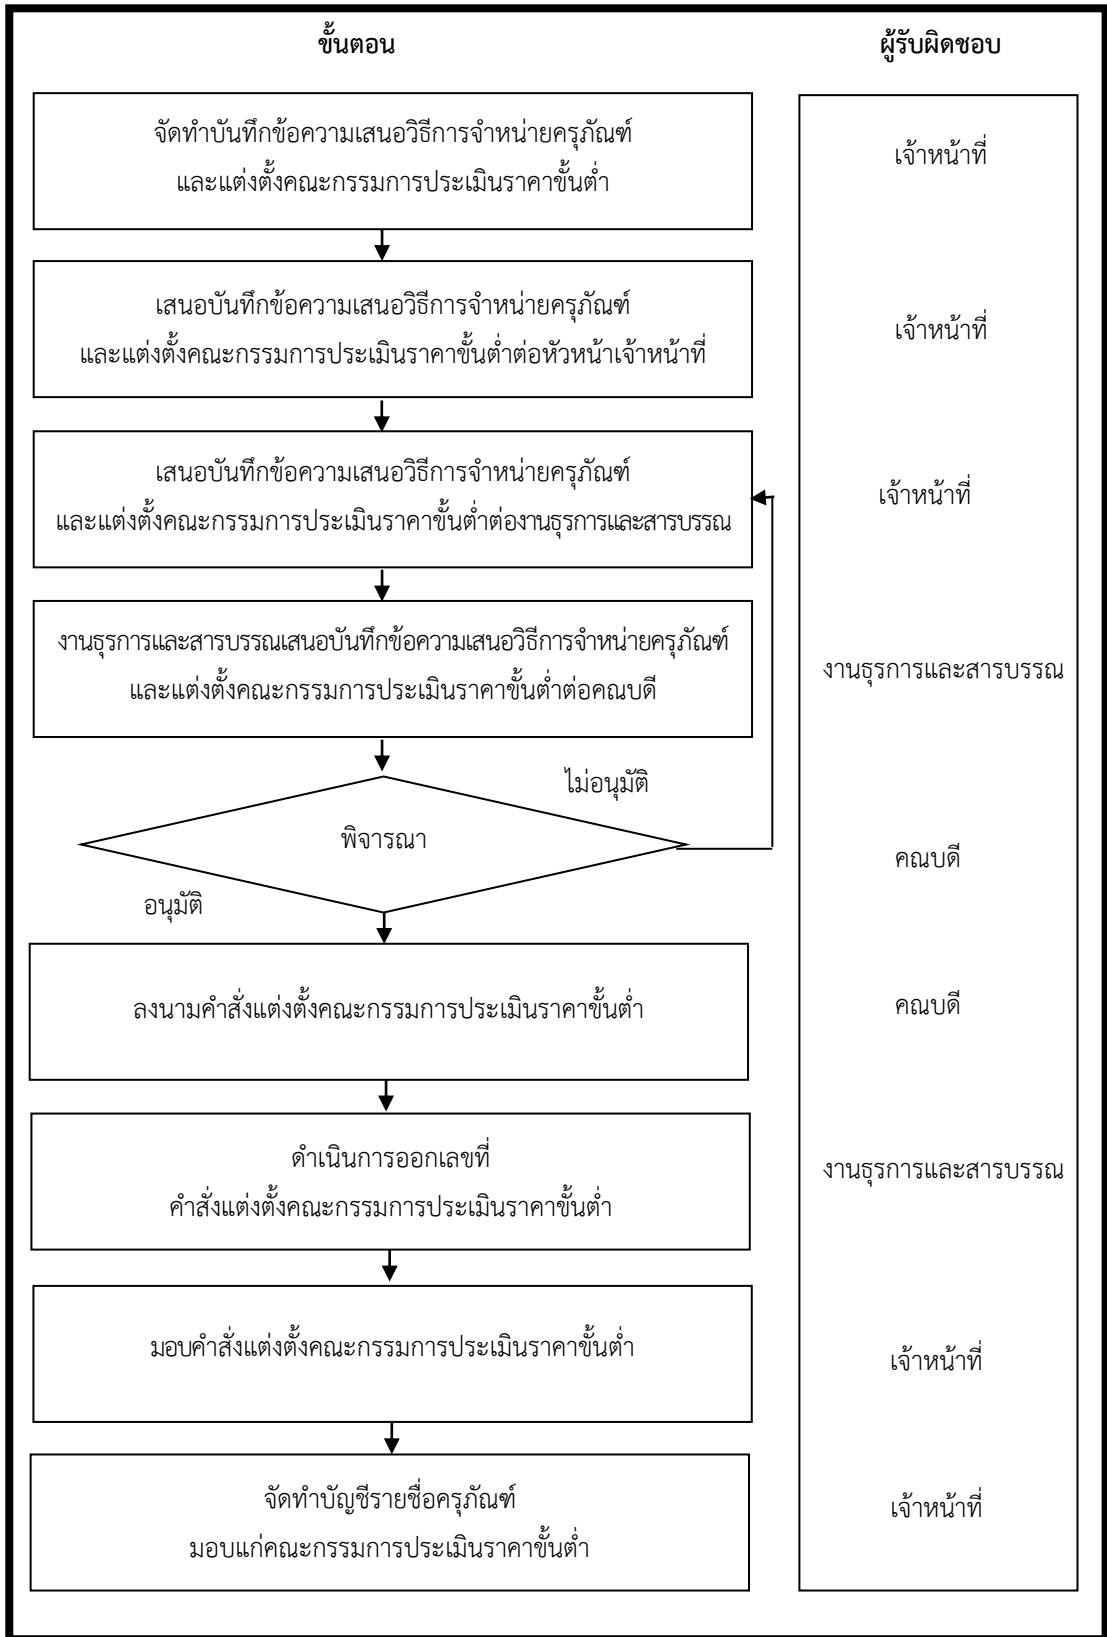 ขั้นตอน ผู้รับผิดชอบ
จัดทำบันทึกข้อความเสนอวิธีการจำหน่ายครุภัณฑ์
และแต่งตั้งคณะกรรมการประเมินราคาขั้นต่ำ
เจ้าหน้าที่
เสนอบันทึกข้อความเสนอวิธีการจำหน่ายครุภัณฑ์
และแต่งตั้งคณะกรรมการประเมินราคาขั้นต่ำต่อหัวหน้าเจ้าหน้าที่
เจ้าหน้าที่
เสนอบันทึกข้อความเสนอวิธีการจำหน่ายครุภัณฑ์
และแต่งตั้งคณะกรรมการประเมินราคาขั้นต่ำต่องานธุรการและสารบรรณ
เจ้าหน้าที่
งานธุรการและสารบรรณเสนอบันทึกข้อความเสนอวิธีการจำหน่ายครุภัณฑ์
และแต่งตั้งคณะกรรมการประเมินราคาขั้นต่ำต่อคณบดี
งานธุรการและสารบรรณ
ไม่อนุมัติ
พิจารณา
คณบดี
อนุมัติ
ลงนามคำสั่งแต่งตั้งคณะกรรมการประเมินราคาขั้นต่ำ
คณบดี
ดำเนินการออกเลขที่
คำสั่งแต่งตั้งคณะกรรมการประเมินราคาขั้นต่ำ
งานธุรการและสารบรรณ
มอบคำสั่งแต่งตั้งคณะกรรมการประเมินราคาขั้นต่ำ
เจ้าหน้าที่
จัดทำบัญชีรายชื่อครุภัณฑ์
มอบแก่คณะกรรมการประเมินราคาขั้นต่ำ
เจ้าหน้าที่